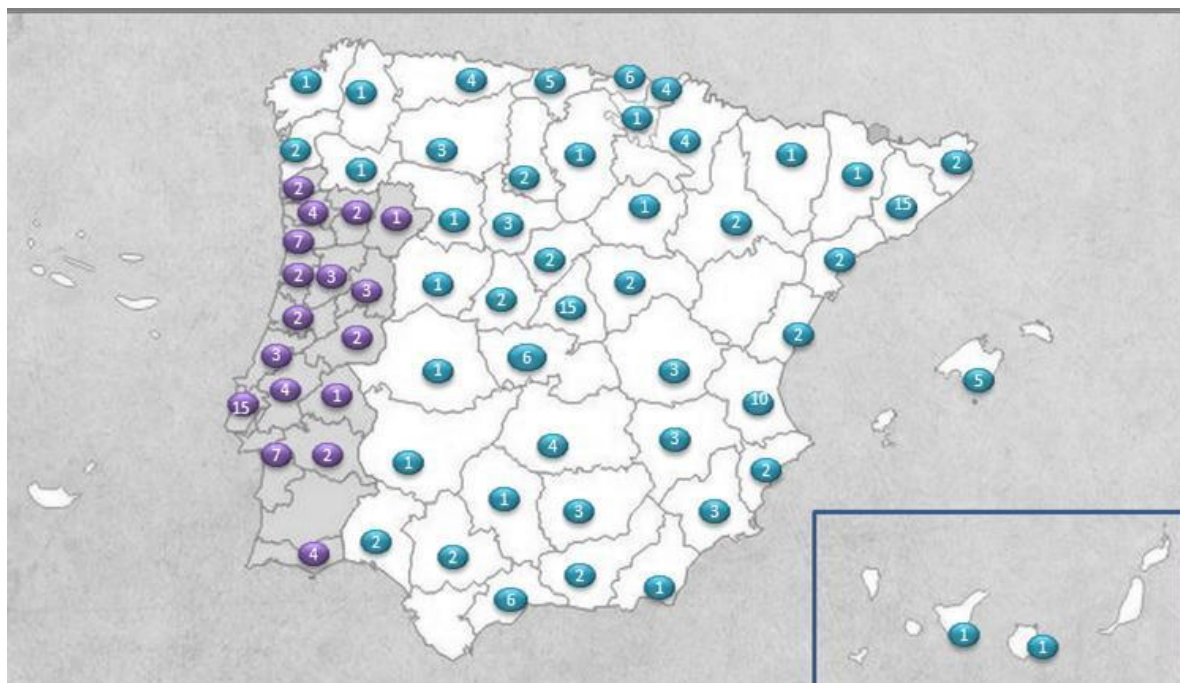 1 1 4 5 6 4
1
2 1 3 2 1 4 1 1 2
2
4 2 1 1 3 1 2 15
7
2 3 3 1 2 2 2 2
2 2 15 2
3 1 6 3 5
15 4 1 10
7 2 1 4 3 2
1 3 3
4 2 2 2 1
6
1 1